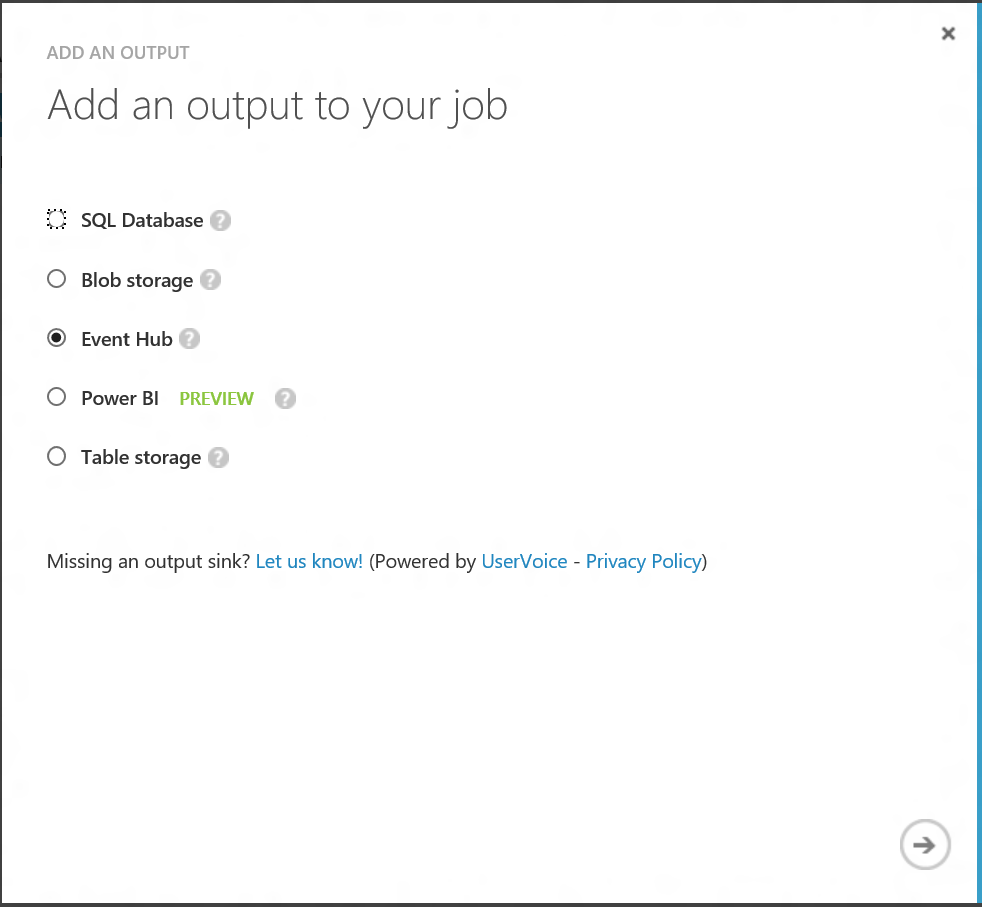 ADD AN OUTPUT
Add an output to your job
SQL Database ?
Blob storage ?
Event Hub ?
Power BI PREVIEW ?
Table storage ?
Missing an output sink? Let us know! (Powered by UserVoice - Privacy Policy)